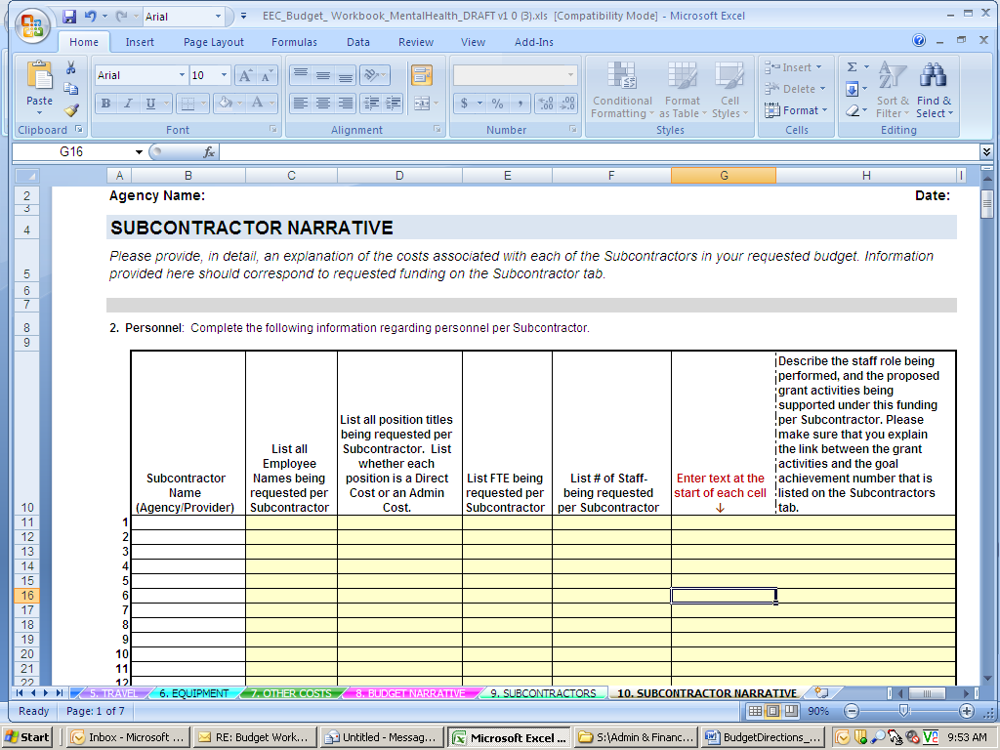 Arial
EEC_Budget_ Workbook_MentalHealth_DRAFT v1 0 (3).xls [Compatibility Mode] - Microsoft Excel
Home Insert Page Layout Formulas Data Review View Add-Ins
Paste
Arial 10
B I U
A A
A
$ % ,
.0 .00
.00 .0
Conditional Formatting
Format as Table
Cell Styles
Insert
Delete
Format
Σ
Sort & Filter
Find & Select
Clipboard Font Alignment Number Styles Cells Editing
G16 fx
A B C D E F G H I
2 Agency Name: Date:
3
4 SUBCONTRACTOR NARRATIVE
Please provide, in detail, an explanation of the costs associated with each of the Subcontractors in your requested budget. Information
5 provided here should correspond to requested funding on the Subcontractor tab.
6
7
8 2. Personnel: Complete the following information regarding personnel per Subcontractor.
9
10
Subcontractor
Name
(Agency/Provider)
List all
Employee
Names being
requested per
Subcontractor
List all position titles
being requested per
Subcontractor. List
whether each
position is a Direct
Cost or an Admin
Cost.
List FTE being
requested per
Subcontractor
List # of Staff-
being requested
per Subcontractor
Enter text at the
start of each cell
↓
Describe the staff role being
performed, and the proposed
grant activities being
supported under this funding
per Subcontractor. Please
make sure that you explain
the link between the grant
activities and the goal
achievement number that is
listed on the Subcontractors
tab.
11 1
12 2
13 3
14 4
15 5
16 6
17 7
18 8
19 9
20 10
21 11
22 12
5. TRAVEL 6. EQUIPMENT 7. OTHER COSTS 8. BUDGET NARRATIVE 9. SUBCONTRACTORS 10. SUBCONTRACTOR NARRATIVE
Ready Page: 1 of 7 90%
Start Inbox - Microsoft ... RE: Budget Work... Untitled - Messag... Microsoft Excel ... S:\Admin & Financ... BudgetDirections_... 9:53 AM